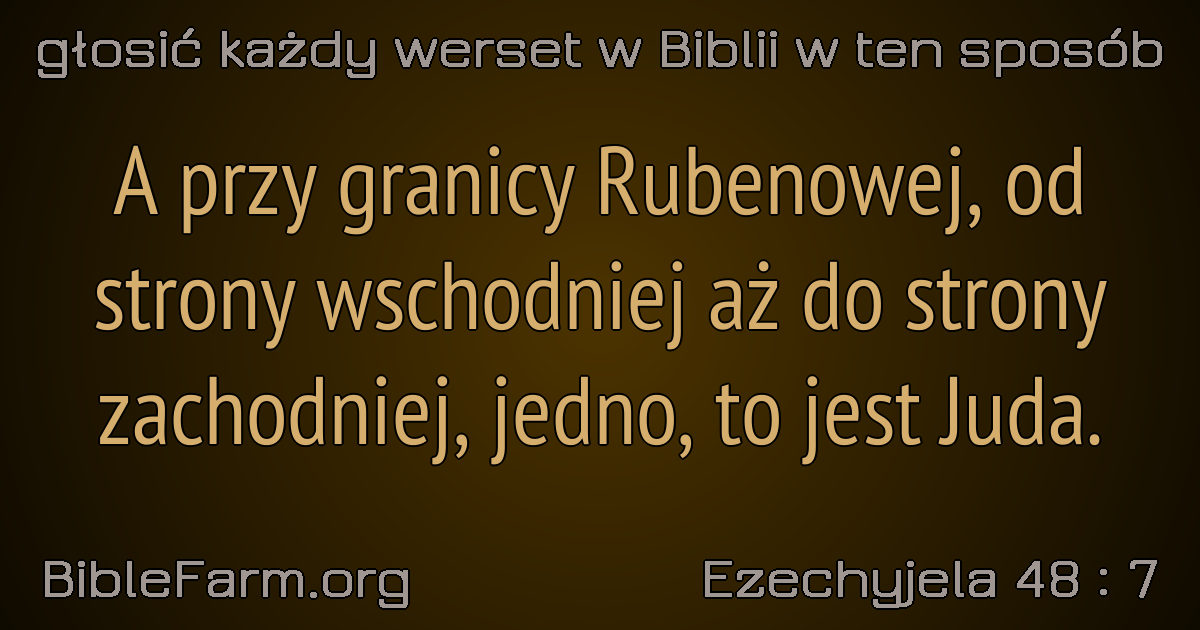 głosić każdy werset w Biblii w ten sposób
A przy granicy Rubenowej, od
strony wschodniej aż do strony
zachodniej, jedno, to jest Juda.
BibleFarm.org
Ezechyjela 48 : 7